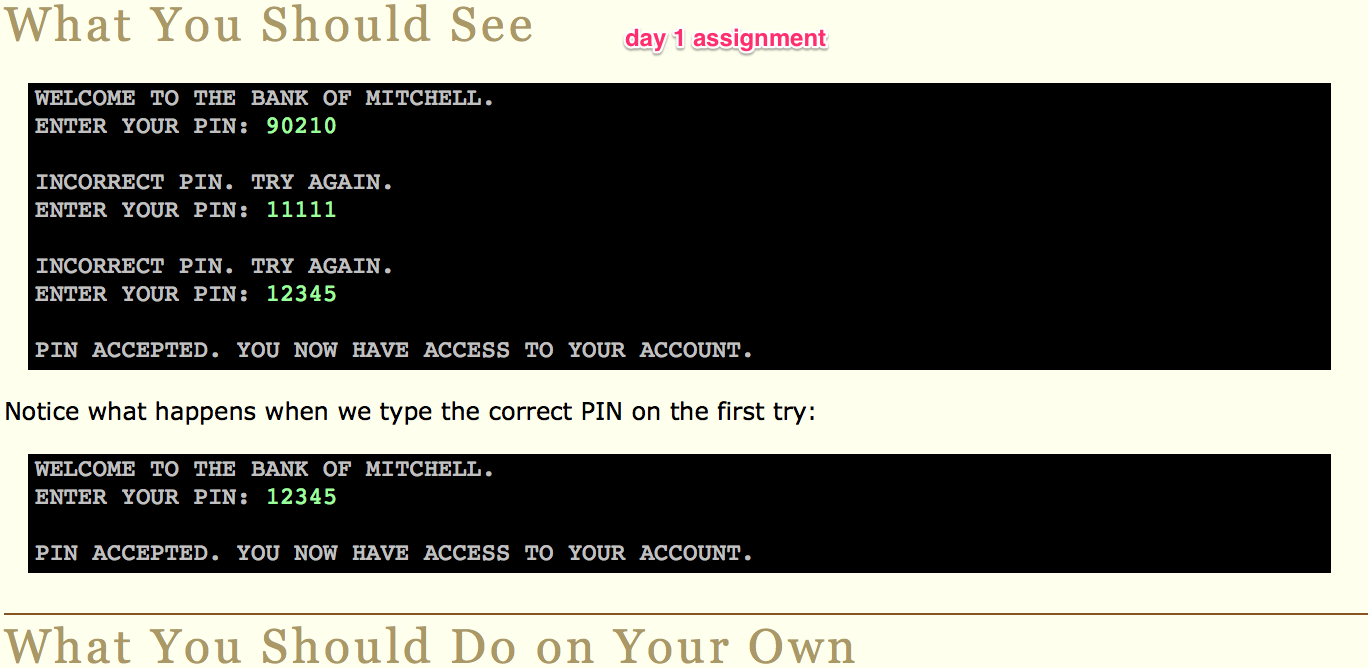 What You Should See
day 1 assignment
WELCOME TO THE BANK OF MITCHELL.
ENTER YOUR PIN: 90210
INCORRECT PIN. TRY AGAIN.
ENTER YOUR PIN: 11111
INCORRECT PIN. TRY AGAIN.
ENTER YOUR PIN: 12345
PIN ACCEPTED. YOU NOW HAVE ACCESS TO YOUR ACCOUNT.
Notice what happens when we type the correct PIN on the first try:
WELCOME TO THE BANK OF MITCHELL.
ENTER YOUR PIN: 12345
PIN ACCEPTED. YOU NOW HAVE ACCESS TO YOUR ACCOUNT.
What You Should Do on Your Own